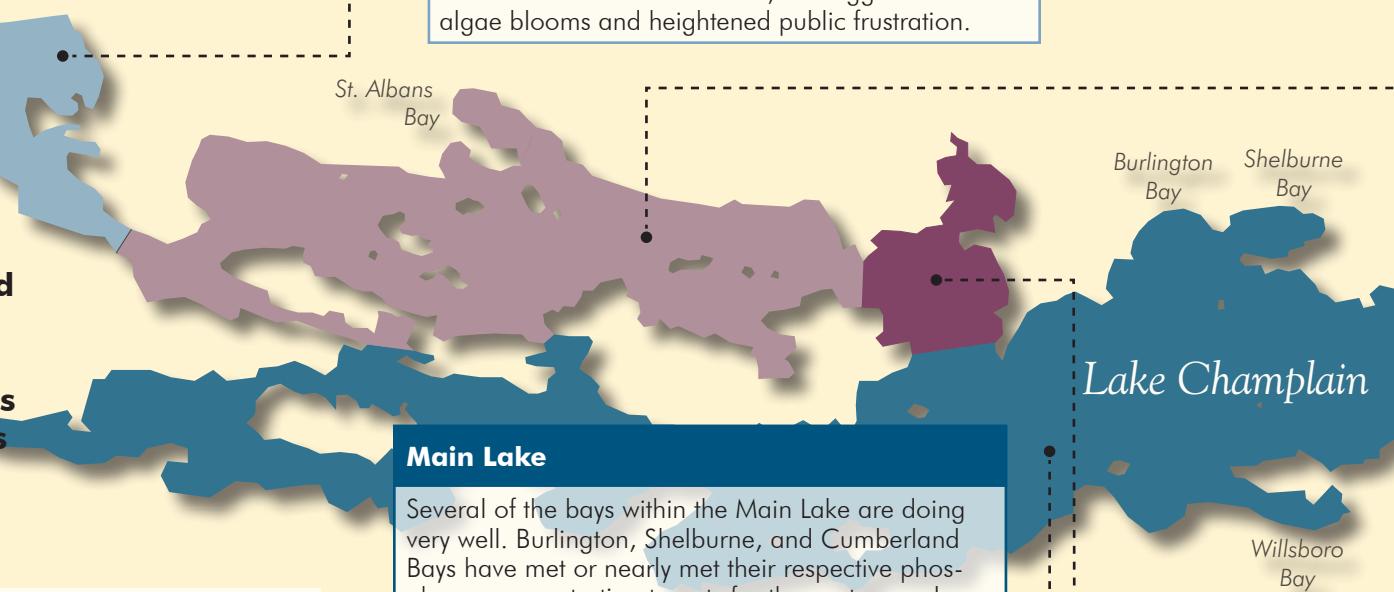 algae blooms and heightened public frustration.
St. Albans
Bay
Burlington
Bay
Shelburne
Bay
d
s
s
Lake Champlain
Main Lake
Several of the bays within the Main Lake are doing
very well. Burlington, Shelburne, and Cumberland
Bays have met or nearly met their respective phos-
Willsboro
Bay